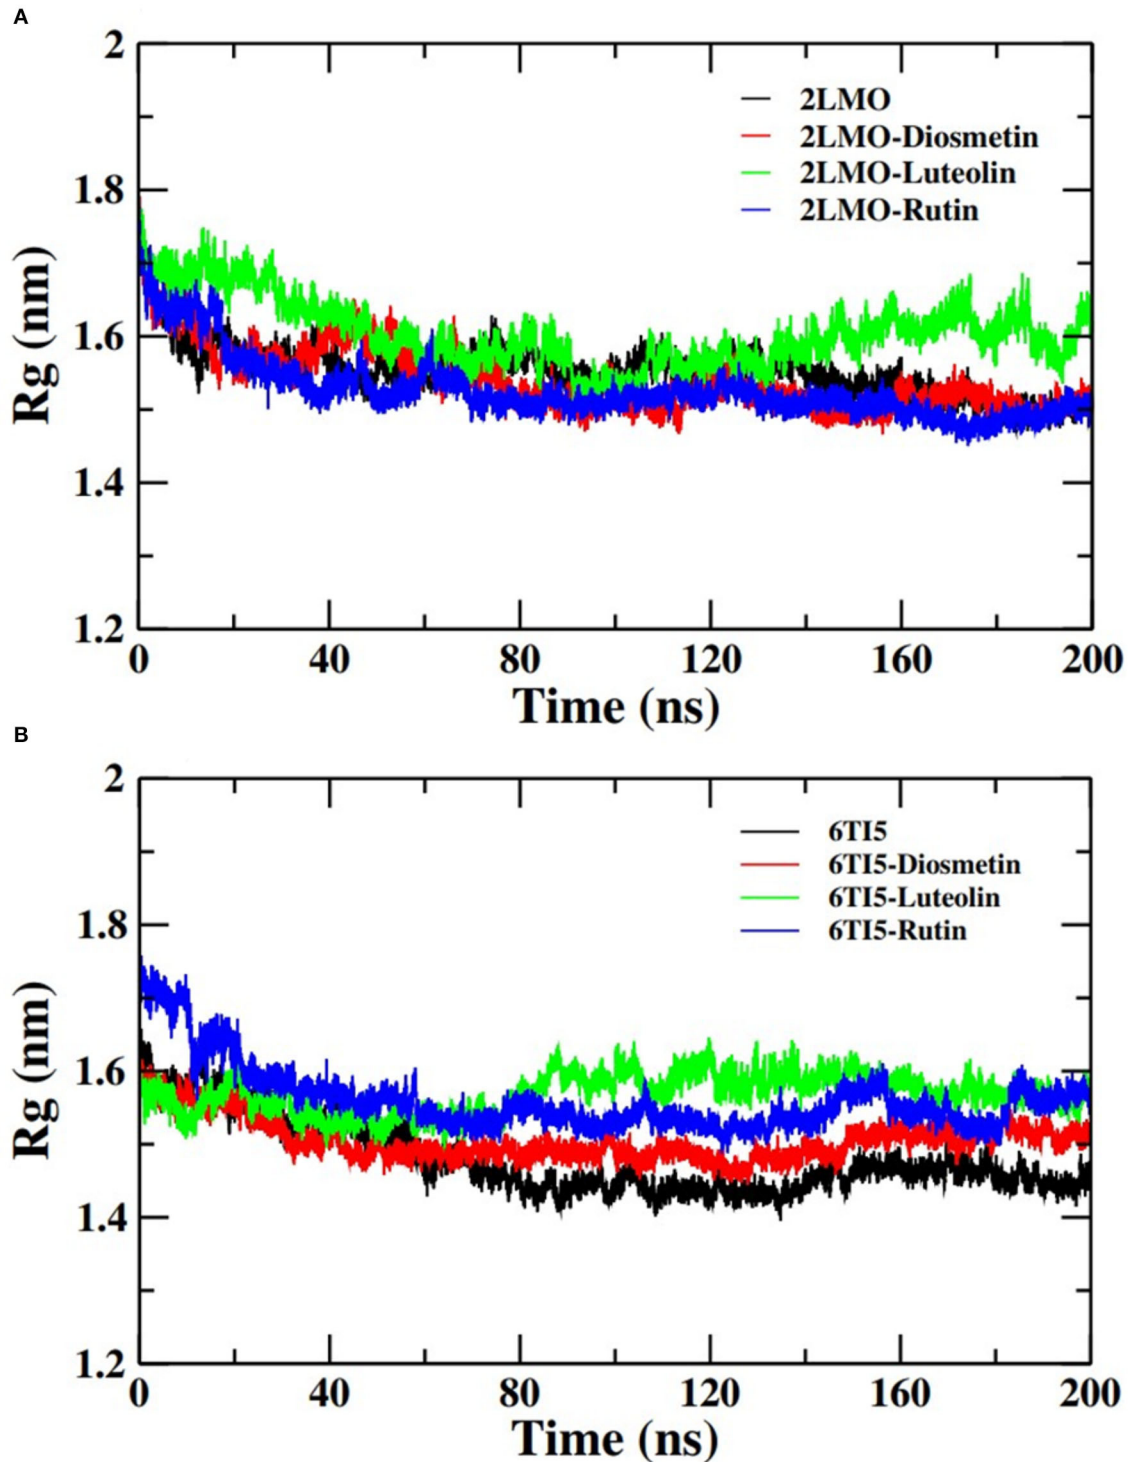 A
2
2LMO
2LMO-Diosmetin
2LMO-Luteolin
2LMO-Rutin
1.8
1.6
1.4
1.2
Rg (nm)
0 40 80 120 160 200
Time (ns)
B
2
6TI5
6TI5-Diosmetin
6TI5-Luteolin
6TI5-Rutin
1.8
1.6
1.4
1.2
Rg (nm)
0 40 80 120 160 200
Time (ns)